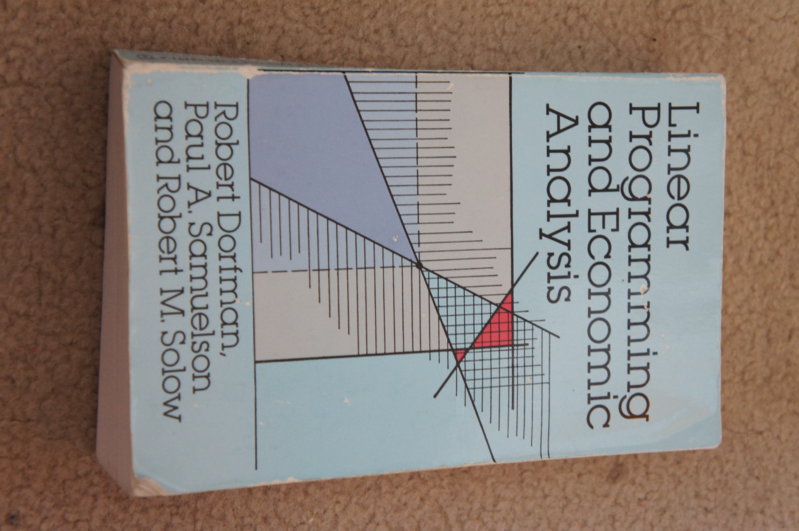 Linear
Programming
and Economic
Analysis
Robert Dorfman,
Paul A. Samuelson
and Robert M. Solow